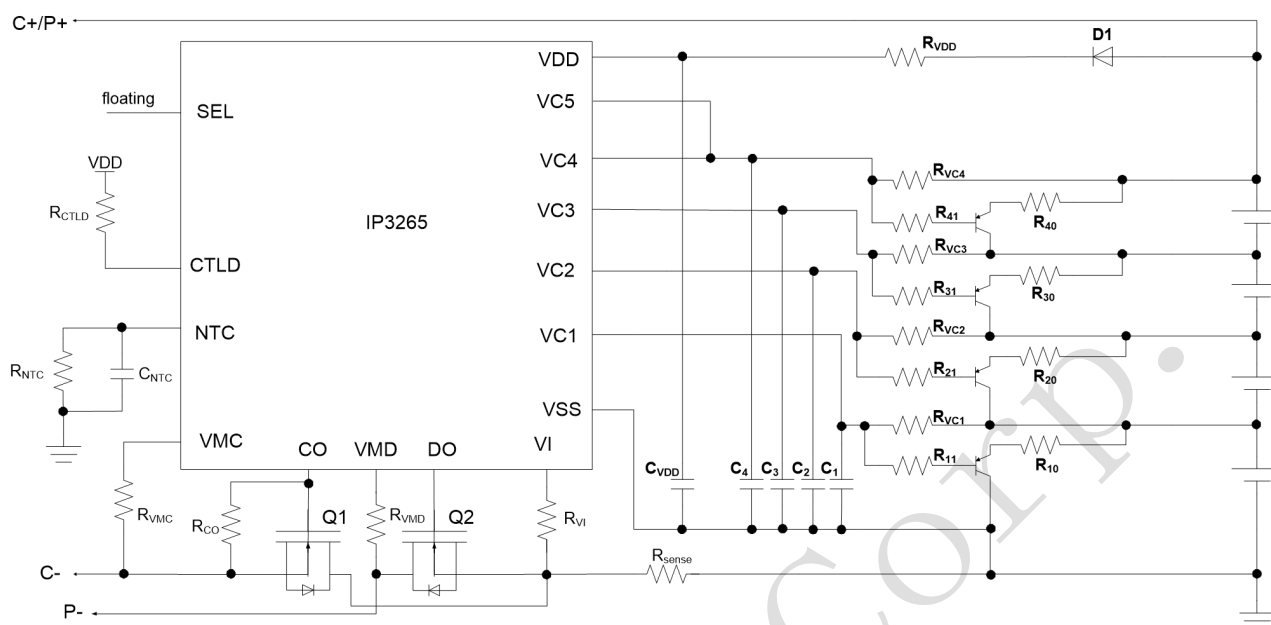 C+/P+
D1
RVDD
VDD
floating
SEL
VC5
VC4
VDD
RVC4
RCTLD
R41
R40
VC3
IP3265
RVC3
CTLD
VC2
R31
R30
NTC
VC1
RVC2
RNTC
CNTC
R21
R20
VSS
RVC1
VMC
CO
VMD
DO
VI
R11
R10
CVDD
C4
C3
C2
C1
RVMC
RCO
Q1
RVMD
Q2
RVI
Rsense
C-
P-
Corp.